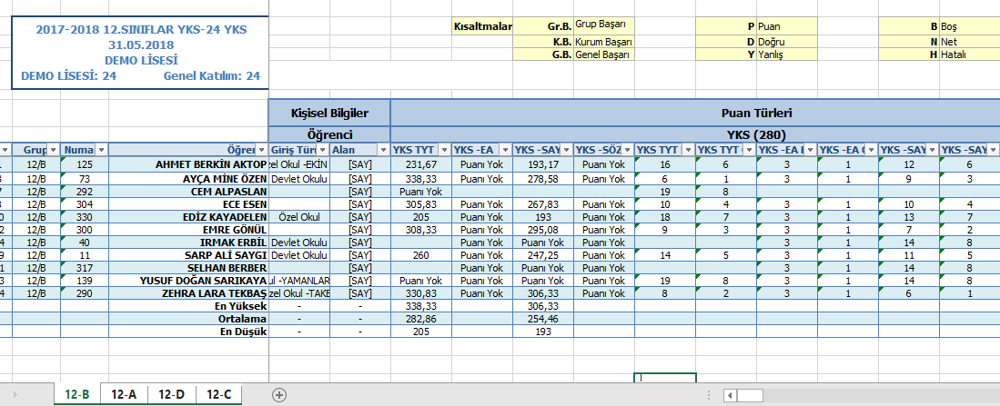 2017-2018 12.SINIFLAR YKS-24 YKS
31.05.2018
DEMO LİSESİ
DEMO LİSESİ: 24 Genel Katılım: 24
Kısaltmalar Gr.B. Grup Başarı P Puan B Boş
K.B. Kurum Başarı D Doğru N Net
G.B. Genel Başarı Y Yanlış H Hatalı
Kişisel Bilgiler Puan Türleri
Öğrenci YKS (280)
Grup Numa Öğren Giriş Türü Alan YKS TYT YKS -EA YKS -SAY YKS -SÖZ YKS TYT YKS TYT YKS -EA YKS -EA YKS -SAY YKS -SAY
12/B 125 AHMET BERKİN AKTOP zel Okul -EKİN [SAY] 231,67 Puanı Yok 193,17 Puanı Yok 16 6 3 1 12 6
12/B 73 AYÇA MİNE ÖZEN Devlet Okulu [SAY] 338,33 Puanı Yok 278,58 Puanı Yok 6 1 3 1 9 3
12/B 292 CEM ALPASLAN [SAY] Puanı Yok 19 8
12/B 304 ECE ESEN [SAY] 305,83 Puanı Yok 267,83 Puanı Yok 10 4 3 1 10 4
12/B 330 EDİZ KAYADELEN Özel Okul [SAY] 205 Puanı Yok 193 Puanı Yok 18 7 3 1 13 7
12/B 300 EMRE GÖNÜL [SAY] 308,33 Puanı Yok 295,08 Puanı Yok 9 3 3 1 7 2
12/B 40 IRMAK ERBİL Devlet Okulu [SAY] Puanı Yok Puanı Yok Puanı Yok 3 1 14 8
12/B 11 SARP ALİ SAYGI Devlet Okulu [SAY] 260 Puanı Yok 247,25 Puanı Yok 14 5 3 1 11 5
12/B 317 SELHAN BERBER [SAY] Puanı Yok Puanı Yok Puanı Yok 3 1 14 8
12/B 139 YUSUF DOĞAN SARIKAYA ul -YAMANLAR [SAY] Puanı Yok Puanı Yok Puanı Yok Puanı Yok 19 8 3 1 14 8
12/B 290 ZEHRA LARA TEKBAŞ zel Okul -TAKE [SAY] 330,83 Puanı Yok 306,33 Puanı Yok 8 2 3 1 6 1
En Yüksek - - 338,33 306,33
Ortalama - - 282,86 254,46
En Düşük - - 205 193
12-B 12-A 12-D 12-C